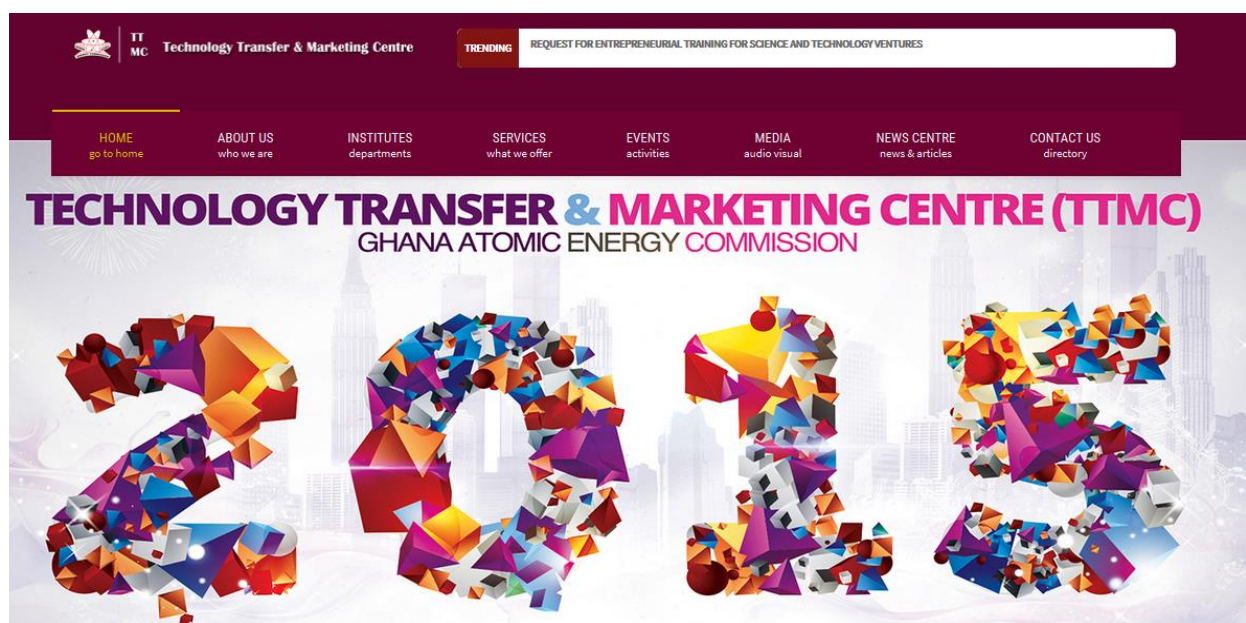 TT
MC
Technology Transfer & Marketing Centre
TRENDING
REQUEST FOR ENTREPRENEURIAL TRAINING FOR SCIENCE AND TECHNOLOGY VENTURES
HOME
go to home
ABOUT US
who we are
INSTITUTES
departments
SERVICES
what we offer
EVENTS
activities
MEDIA
audio visual
NEWS CENTRE
news & articles
CONTACT US
directory
TECHNOLOGY TRANSFER & MARKETING CENTRE (TTMC)
GHANA ATOMIC ENERGY COMMISSION
2015